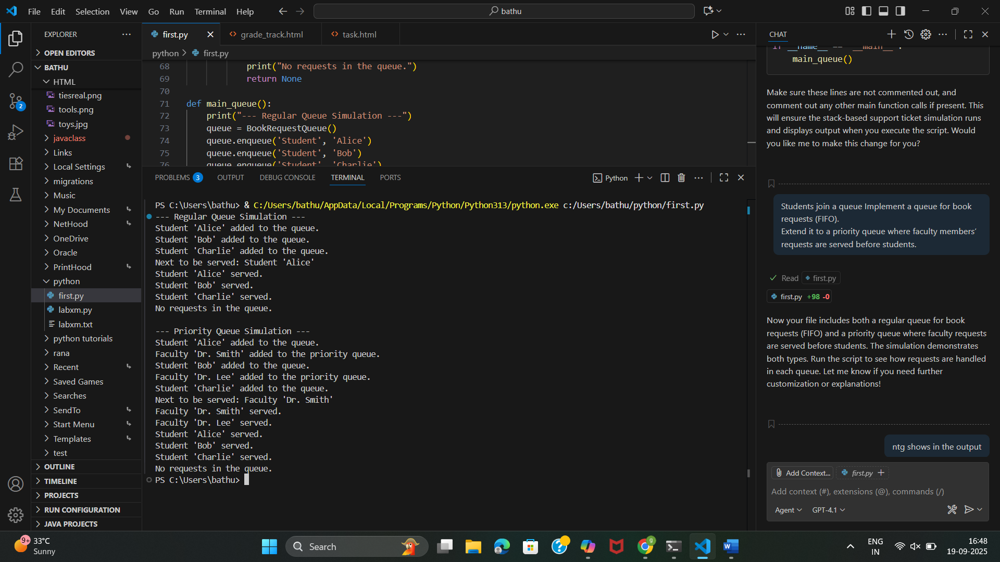 File Edit Selection View Go Run Terminal Help
bathu
EXPLORER
OPEN EDITORS
BATHU
HTML
tiesreal.png
tools.png
toys.jpg
javaclass
Links
Local Settings
migrations
Music
My Documents
NetHood
OneDrive
Oracle
PrintHood
python
first.py
labxm.py
labxm.txt
python tutorials
rana
Recent
Saved Games
Searches
SendTo
Start Menu
Templates
test
OUTLINE
TIMELINE
PROJECTS
RUN CONFIGURATION
JAVA PROJECTS
2
first.py grade_track.html task.html
python > first.py
68 print("No requests in the queue.")
69 return None
70
71 def main_queue():
72 print("--- Regular Queue Simulation ---")
73 queue = BookRequestQueue()
74 queue.enqueue('Student', 'Alice')
75 queue.enqueue('Student', 'Bob')
76 queue.enqueue('Student', 'Charlie')
PROBLEMS 3 OUTPUT DEBUG CONSOLE TERMINAL PORTS
Python
PS C:\Users\bathu> & C:/Users/bathu/AppData/Local/Programs/Python/Python313/python.exe c:/Users/bathu/python/first.py
--- Regular Queue Simulation ---
Student 'Alice' added to the queue.
Student 'Bob' added to the queue.
Student 'Charlie' added to the queue.
Next to be served: Student 'Alice'
Student 'Alice' served.
Student 'Bob' served.
Student 'Charlie' served.
No requests in the queue.
--- Priority Queue Simulation ---
Student 'Alice' added to the queue.
Faculty 'Dr. Smith' added to the priority queue.
Student 'Bob' added to the queue.
Faculty 'Dr. Lee' added to the priority queue.
Student 'Charlie' added to the queue.
Next to be served: Faculty 'Dr. Smith'
Faculty 'Dr. Smith' served.
Faculty 'Dr. Lee' served.
Student 'Alice' served.
Student 'Bob' served.
Student 'Charlie' served.
No requests in the queue.
PS C:\Users\bathu>
CHAT
if __name__ == "__main__":
main_queue()
Make sure these lines are not commented out, and
comment out any other main function calls if present. This
will ensure the stack-based support ticket simulation runs
and displays output when you execute the script. Would
you like me to make this change for you?
Students join a queue Implement a queue for book
requests (FIFO).
Extend it to a priority queue where faculty members’
requests are served before students.
Read first.py
first.py +98 -0
Now your file includes both a regular queue for book
requests (FIFO) and a priority queue where faculty requests
are served before students. The simulation demonstrates
both types. Run the script to see how requests are handled
in each queue. Let me know if you need further
customization or explanations!
ntg shows in the output
Add Context... first.py
Add context (#), extensions (@), commands (/)
Agent GPT-4.1
9+
33°C
Sunny
Search
ENG
IN
16:48
19-09-2025